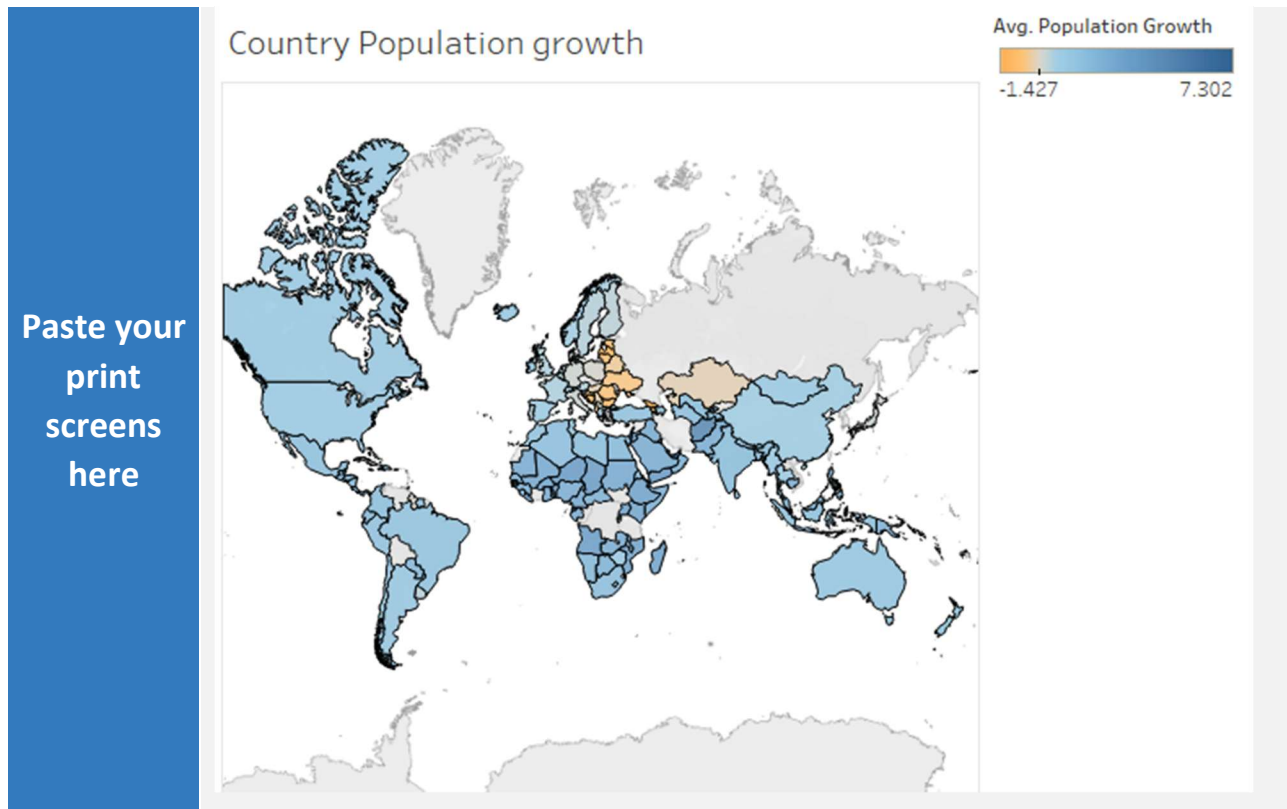 Paste your
print
screens
here
Country Population growth
Avg. Population Growth
-1.427 7.302